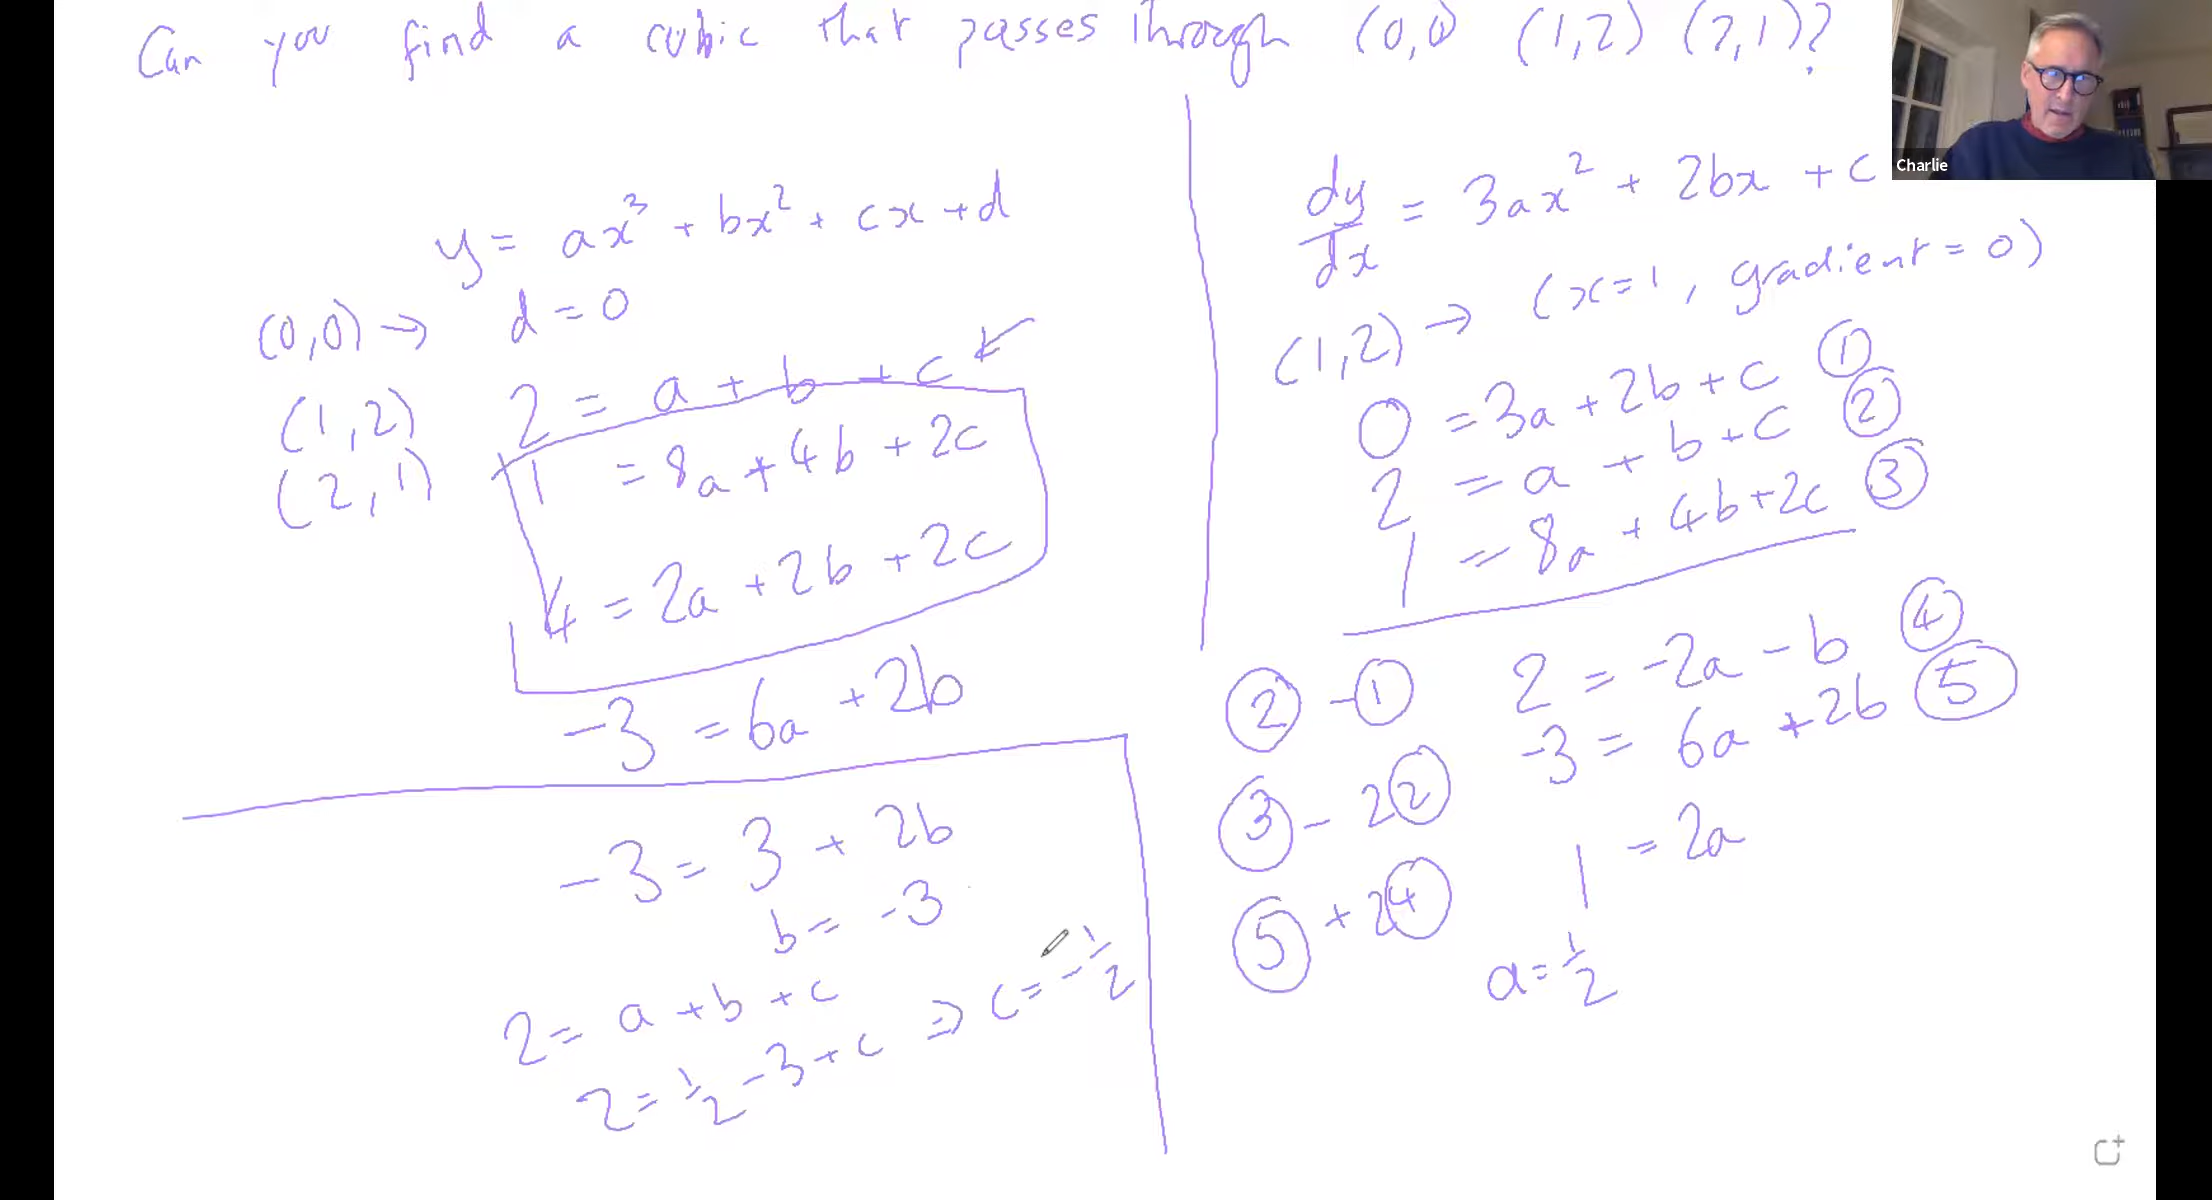 Can you find a cubic that passes through (0,0) (1,2) (2,1)?
y = ax³ + bx² + cx + d
(0,0) → d = 0
(1,2) 2 = a + b + c ←
(2,1) 1 = 8a + 4b + 2c
4 = 2a + 2b + 2c
-3 = 6a + 2b
-3 = 3 + 2b
b = -3
2 = a + b + c
2 = ½ - 3 + c ⇒ c = -½
Charlie
dy/dx = 3ax² + 2bx + c
(1,2) → (x=1, gradient = 0)
0 = 3a + 2b + c ①
2 = a + b + c ②
1 = 8a + 4b + 2c ③
② - ① 2 = -2a - b ④
③ - 2② -3 = 6a + 2b ⑤
⑤ + 2④ 1 = 2a
a = ½